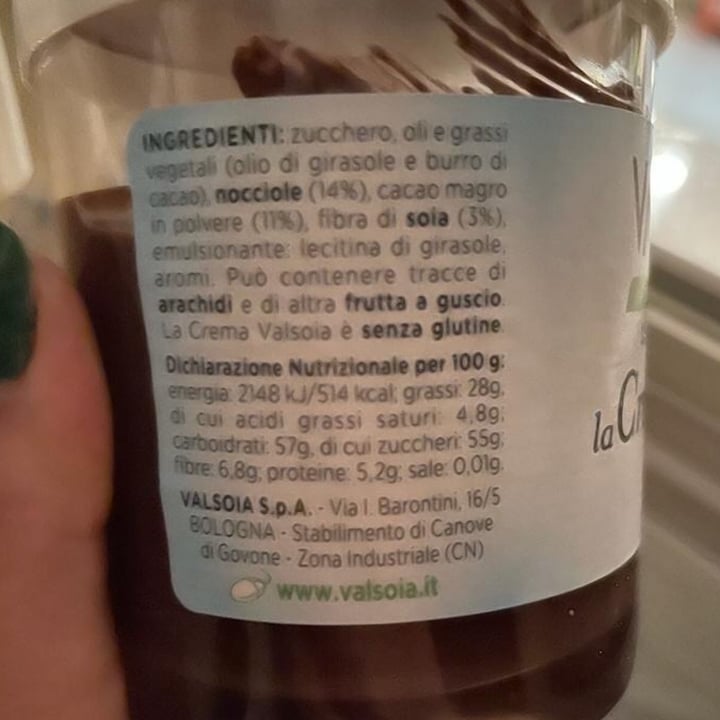 INGREDIENTI: zucchero, oli e grassi
vegetali (olio di girasole e burro di
cacao), nocciole (14%), cacao magro
in polvere (11%), fibra di soia (3%),
emulsionante: lecitina di girasole,
aromi. Può contenere tracce di
arachidi e di altra frutta a guscio.
La Crema Valsoia è senza glutine.
Dichiarazione Nutrizionale per 100 g:
energia: 2148 kJ/514 kcal; grassi: 28g,
di cui acidi grassi saturi: 4,8g;
carboidrati: 57g, di cui zuccheri: 55g;
fibre: 6,8g; proteine: 5,2g; sale: 0,01g.
VALSOIA S.p.A. - Via I. Barontini, 16/5
BOLOGNA - Stabilimento di Canove
di Govone - Zona Industriale (CN)
www.valsoia.it
la